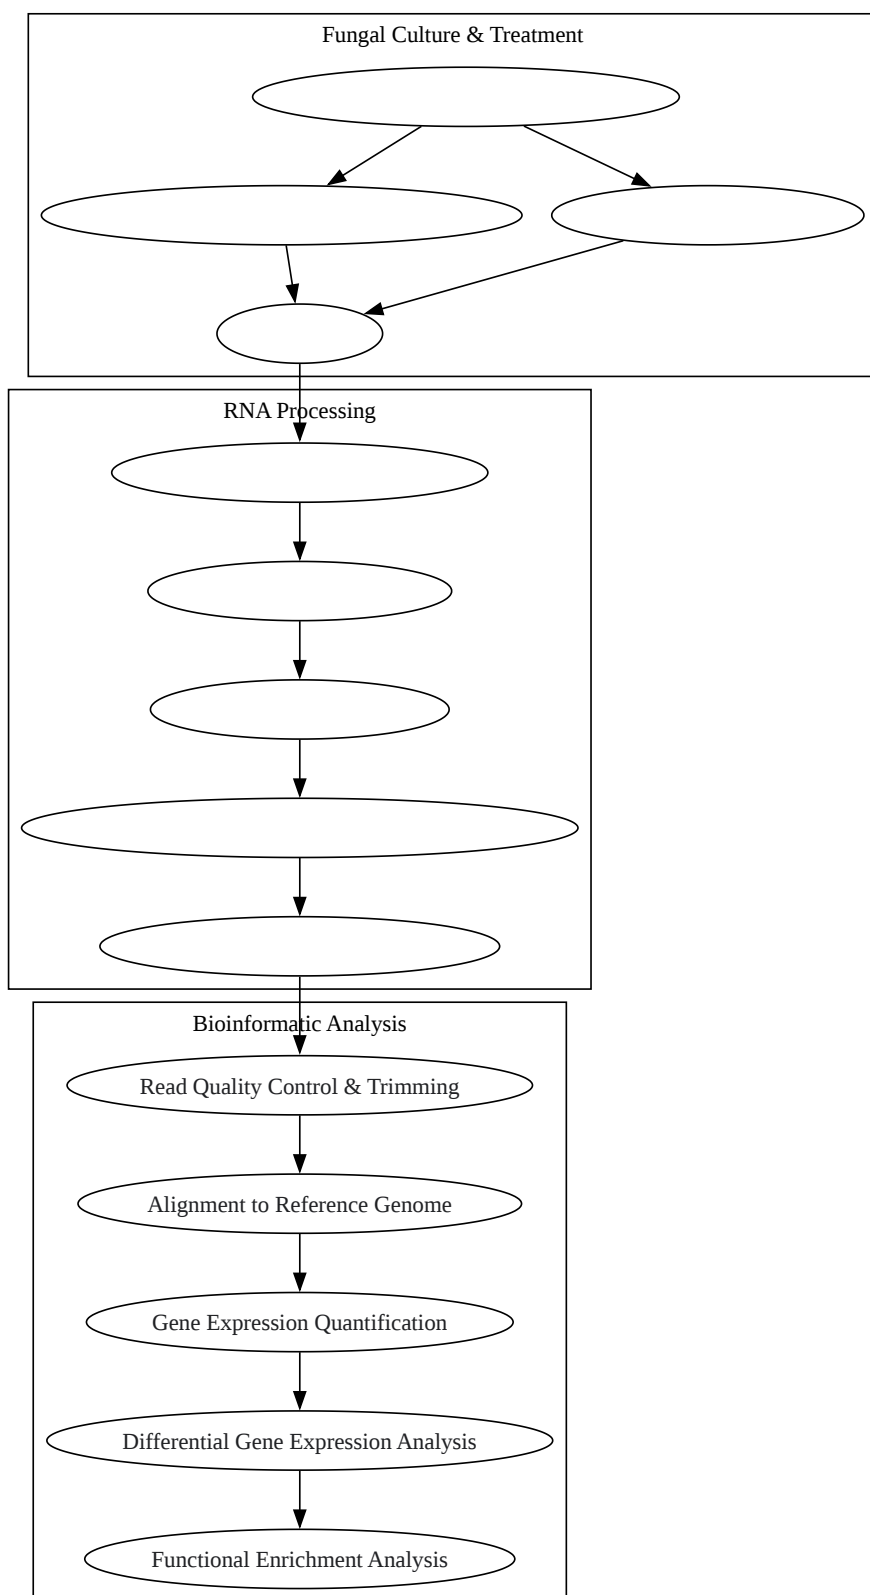 Fungal Culture & Treatment
RNA Processing
Bioinformatic Analysis
Read Quality Control & Trimming
Alignment to Reference Genome
Gene Expression Quantification
Differential Gene Expression Analysis
Functional Enrichment Analysis